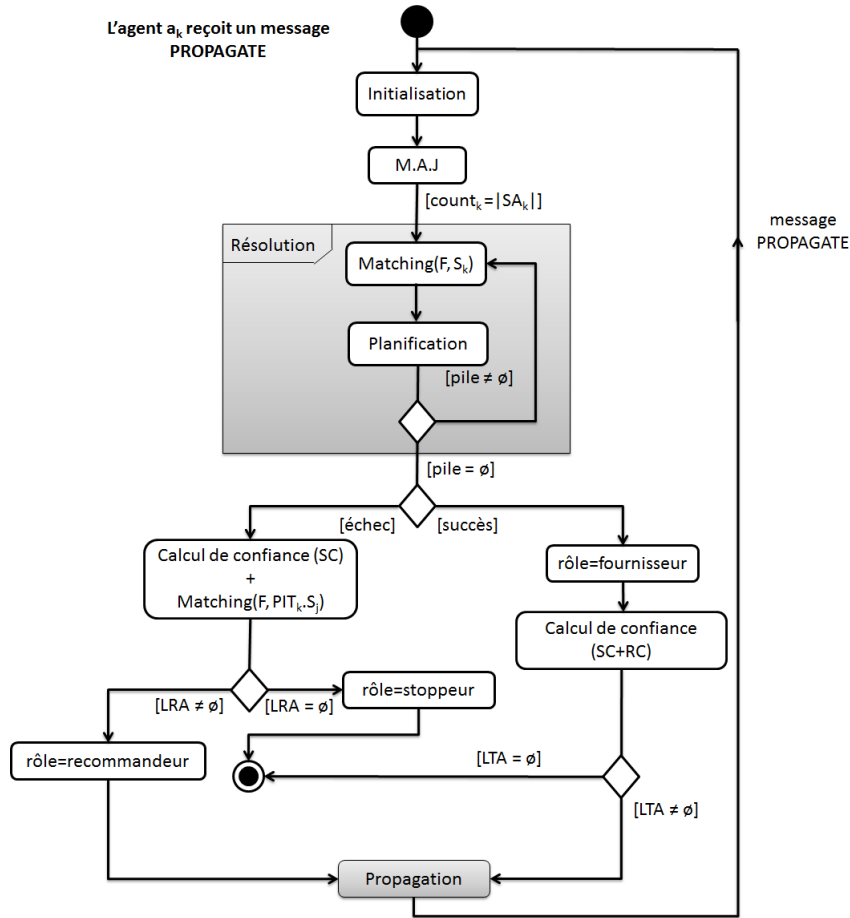 L’agent aₖ reçoit un message
PROPAGATE
Initialisation
M.A.J
[countₖ=|SAₖ|]
message
PROPAGATE
Résolution
Matching(F, Sₖ)
Planification
[pile ≠ ø]
[pile = ø]
[échec]
[succès]
Calcul de confiance (SC)
+
Matching(F, PITₖ.Sⱼ)
rôle=fournisseur
Calcul de confiance
(SC+RC)
[LRA ≠ ø]
[LRA = ø]
rôle=stoppeur
rôle=recommandeur
[LTA = ø]
[LTA ≠ ø]
Propagation